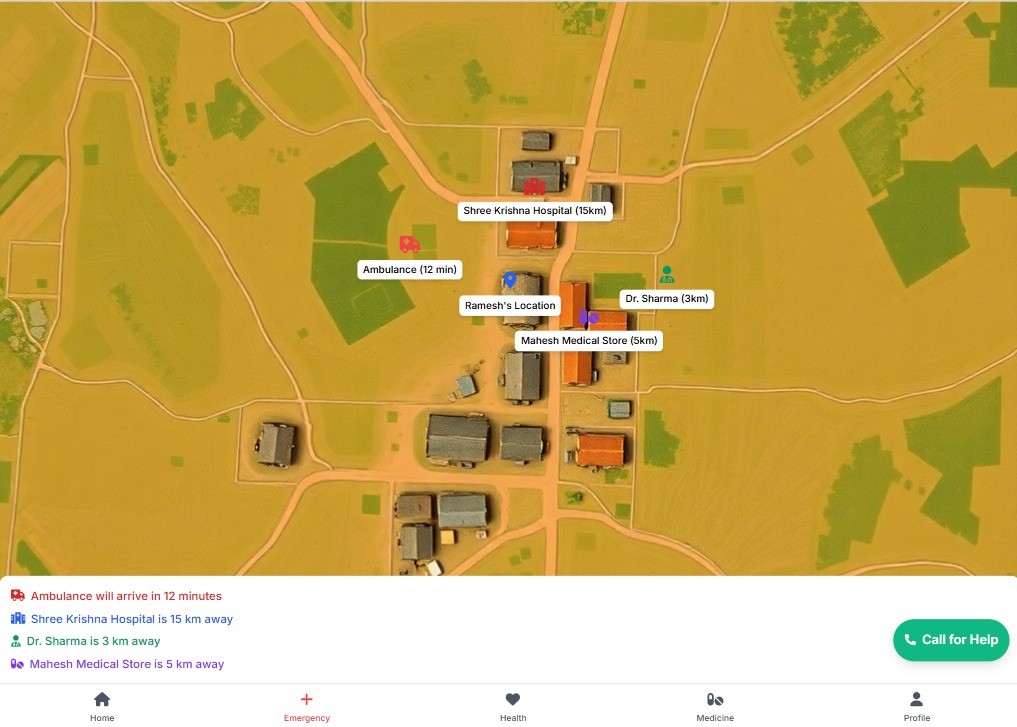 Shree Krishna Hospital (15km)
Ambulance (12 min)
Dr. Sharma (3km)
Ramesh's Location
Mahesh Medical Store (5km)
Ambulance will arrive in 12 minutes
Shree Krishna Hospital is 15 km away
Dr. Sharma is 3 km away
Mahesh Medical Store is 5 km away
Call for Help
Home
Emergency
Health
Medicine
Profile